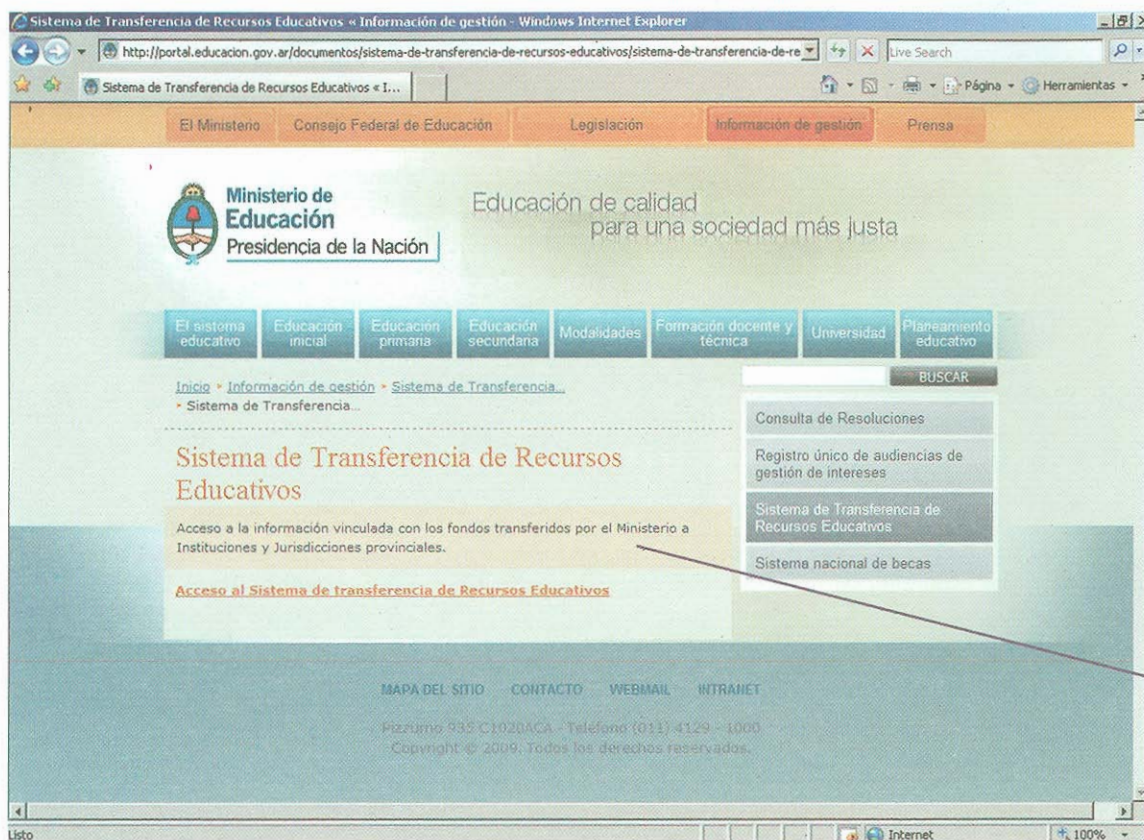 Sistema de Transferencia de Recursos Educativos « Información de gestión - Windows Internet Explorer
http://portal.educacion.gov.ar/documentos/sistema-de-transferencia-de-recursos-educativos/sistema-de-transferencia-de-re
Live Search
Sistema de Transferencia de Recursos Educativos « I...
Página
Herramientas
El Ministerio
Consejo Federal de Educación
Legislación
Información de gestión
Prensa
Ministerio de
Educación
Presidencia de la Nación
Educación de calidad
para una sociedad más justa
El sistema
educativo
Educación
inicial
Educación
primaria
Educación
secundaria
Modalidades
Formación docente y
técnica
Universidad
Planeamiento
educativo
Inicio • Información de gestión • Sistema de Transferencia...
• Sistema de Transferencia...
BUSCAR
Sistema de Transferencia de Recursos
Educativos
Acceso a la información vinculada con los fondos transferidos por el Ministerio a
Instituciones y Jurisdicciones provinciales.
Acceso al Sistema de transferencia de Recursos Educativos
Consulta de Resoluciones
Registro único de audiencias de
gestión de intereses
Sistema de Transferencia de
Recursos Educativos
Sistema nacional de becas
MAPA DEL SITIO CONTACTO WEBMAIL INTRANET
Pizzurno 935 C1020ACA - Teléfono (011) 4129 - 1000
Copyright © 2009. Todos los derechos reservados.
Listo
Internet
100%